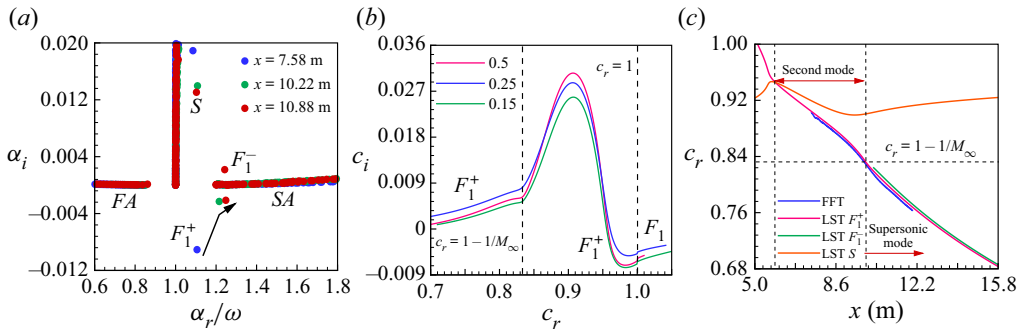 (a)
0.020
0.012
0.004
−0.004
−0.012
α_i
x = 7.58 m
x = 10.22 m
x = 10.88 m
S
F_1^−
FA
SA
F_1^+
0.6 0.8 1.0 1.2 1.4 1.6 1.8
α_r/ω
(b)
0.036
0.027
0.018
0.009
0
−0.009
c_i
0.5
0.25
0.15
c_r = 1
F_1^+
c_r = 1 − 1/M_∞
F_1^+
F_1
0.7 0.8 0.9 1.0
c_r
(c)
1.00
0.92
0.84
0.76
0.68
c_r
Second mode
c_r = 1 − 1/M_∞
FFT
LST F_1^+
LST F_1^−
LST S
Supersonic
mode
5.0 8.6 12.2 15.8
x (m)